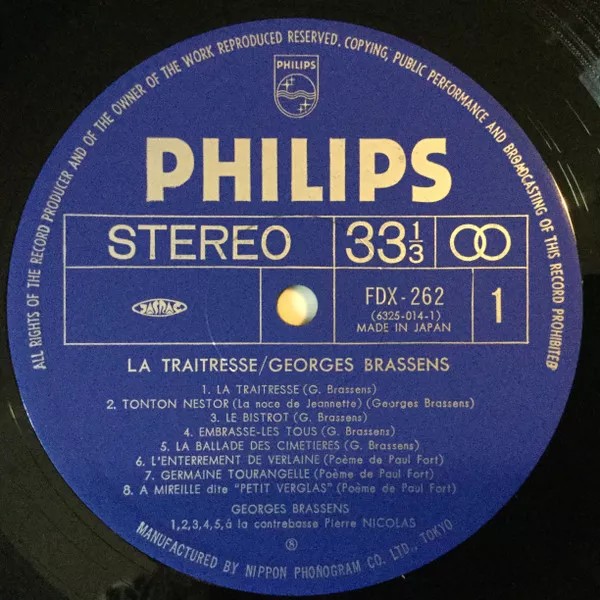 ALL RIGHTS OF THE RECORD PRODUCER AND OF THE OWNER OF THE WORK REPRODUCED RESERVED. COPYING, PUBLIC PERFORMANCE AND BROADCASTING OF THIS RECORD PROHIBITED
PHILIPS
PHILIPS
STEREO
33 1/3
JASRAC
FDX-262
(6325-014-1)
MADE IN JAPAN
1
LA TRAITRESSE/GEORGES BRASSENS
1. LA TRAITRESSE (G. Brassens)
2. TONTON NESTOR (La noce de Jeannette) (Georges Brassens)
3. LE BISTROT (G. Brassens)
4. EMBRASSE-LES TOUS (G. Brassens)
5. LA BALLADE DES CIMETIERES (G. Brassens)
6. L'ENTERREMENT DE VERLAINE (Poème de Paul Fort)
7. GERMAINE TOURANGELLE (Poème de Paul Fort)
8. A MIREILLE dite "PETIT VERGLAS" (Poème de Paul Fort)
GEORGES BRASSENS
1,2,3,4,5, á la contrebasse Pierre NICOLAS
MANUFACTURED BY NIPPON PHONOGRAM CO. LTD., TOKYO